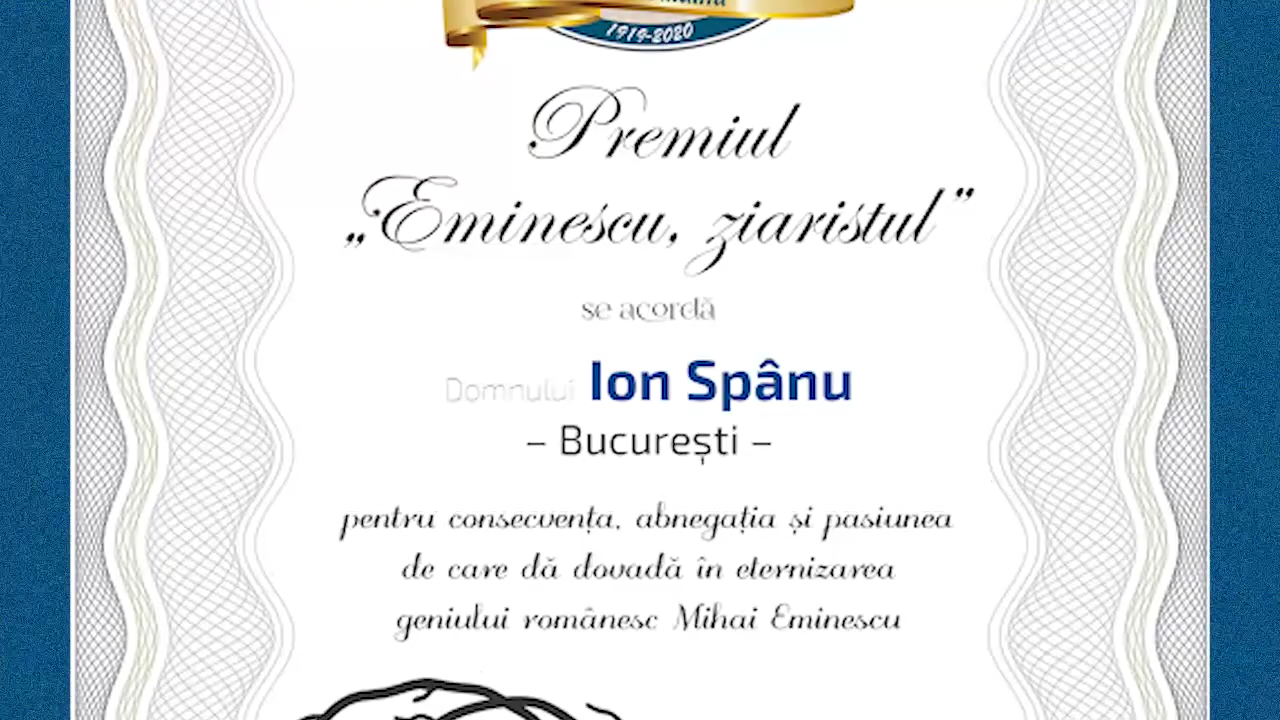 1919-2020
Premiul
„Eminescu, ziaristul”
se acordă
Domnului Ion Spânu
– București –
pentru consecvența, abnegația și pasiunea
de care dă dovadă în eternizarea
geniului românesc Mihai Eminescu